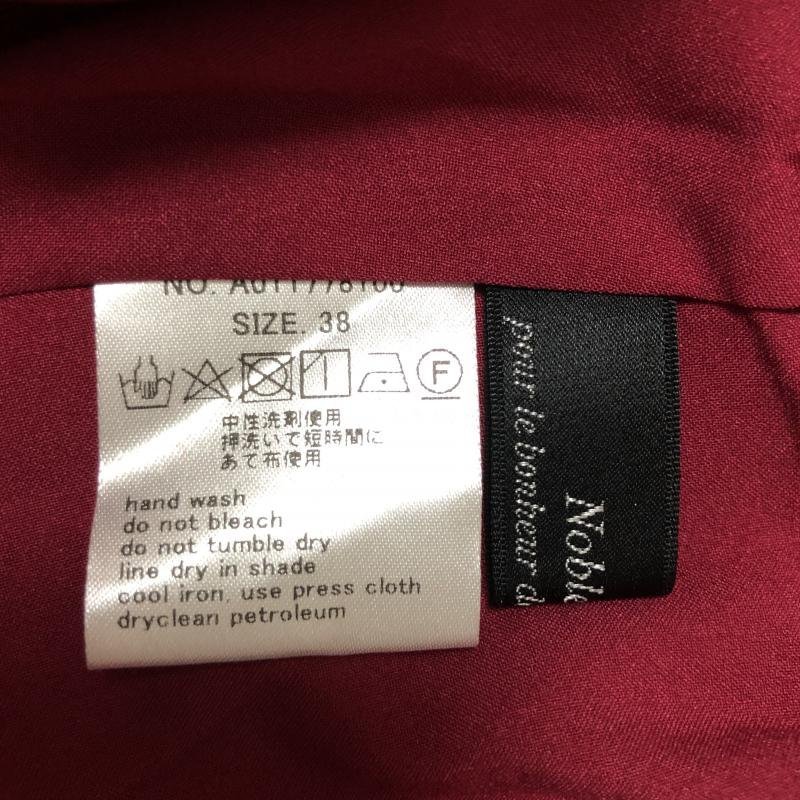 SIZE. 38
F
中性洗剤使用
押洗いで短時間に
あて布使用
hand wash
do not bleach
do not tumble dry
line dry in shade
cool iron, use press cloth
dryclean petroleum
pour le bonheur
Noble